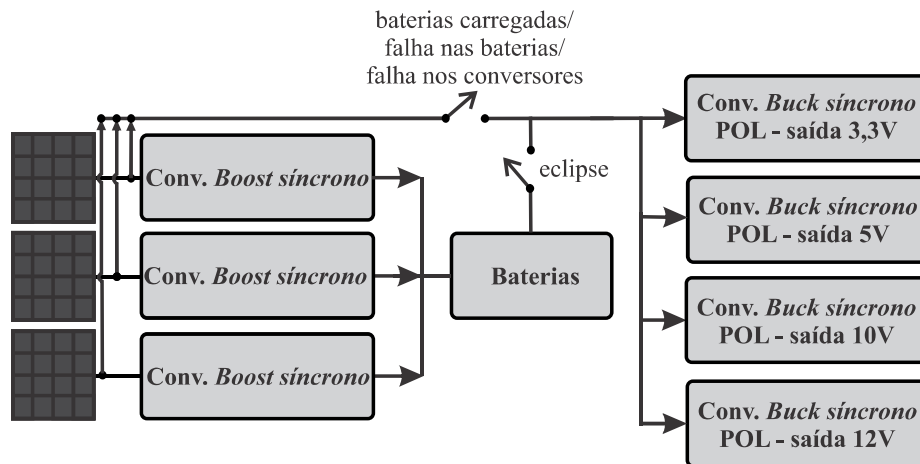 baterias carregadas/
falha nas baterias/
falha nos conversores
Conv. Buck síncrono
POL - saída 3,3V
Conv. Boost síncrono
eclipse
Conv. Buck síncrono
POL - saída 5V
Conv. Boost síncrono
Baterias
Conv. Buck síncrono
POL - saída 10V
Conv. Boost síncrono
Conv. Buck síncrono
POL - saída 12V